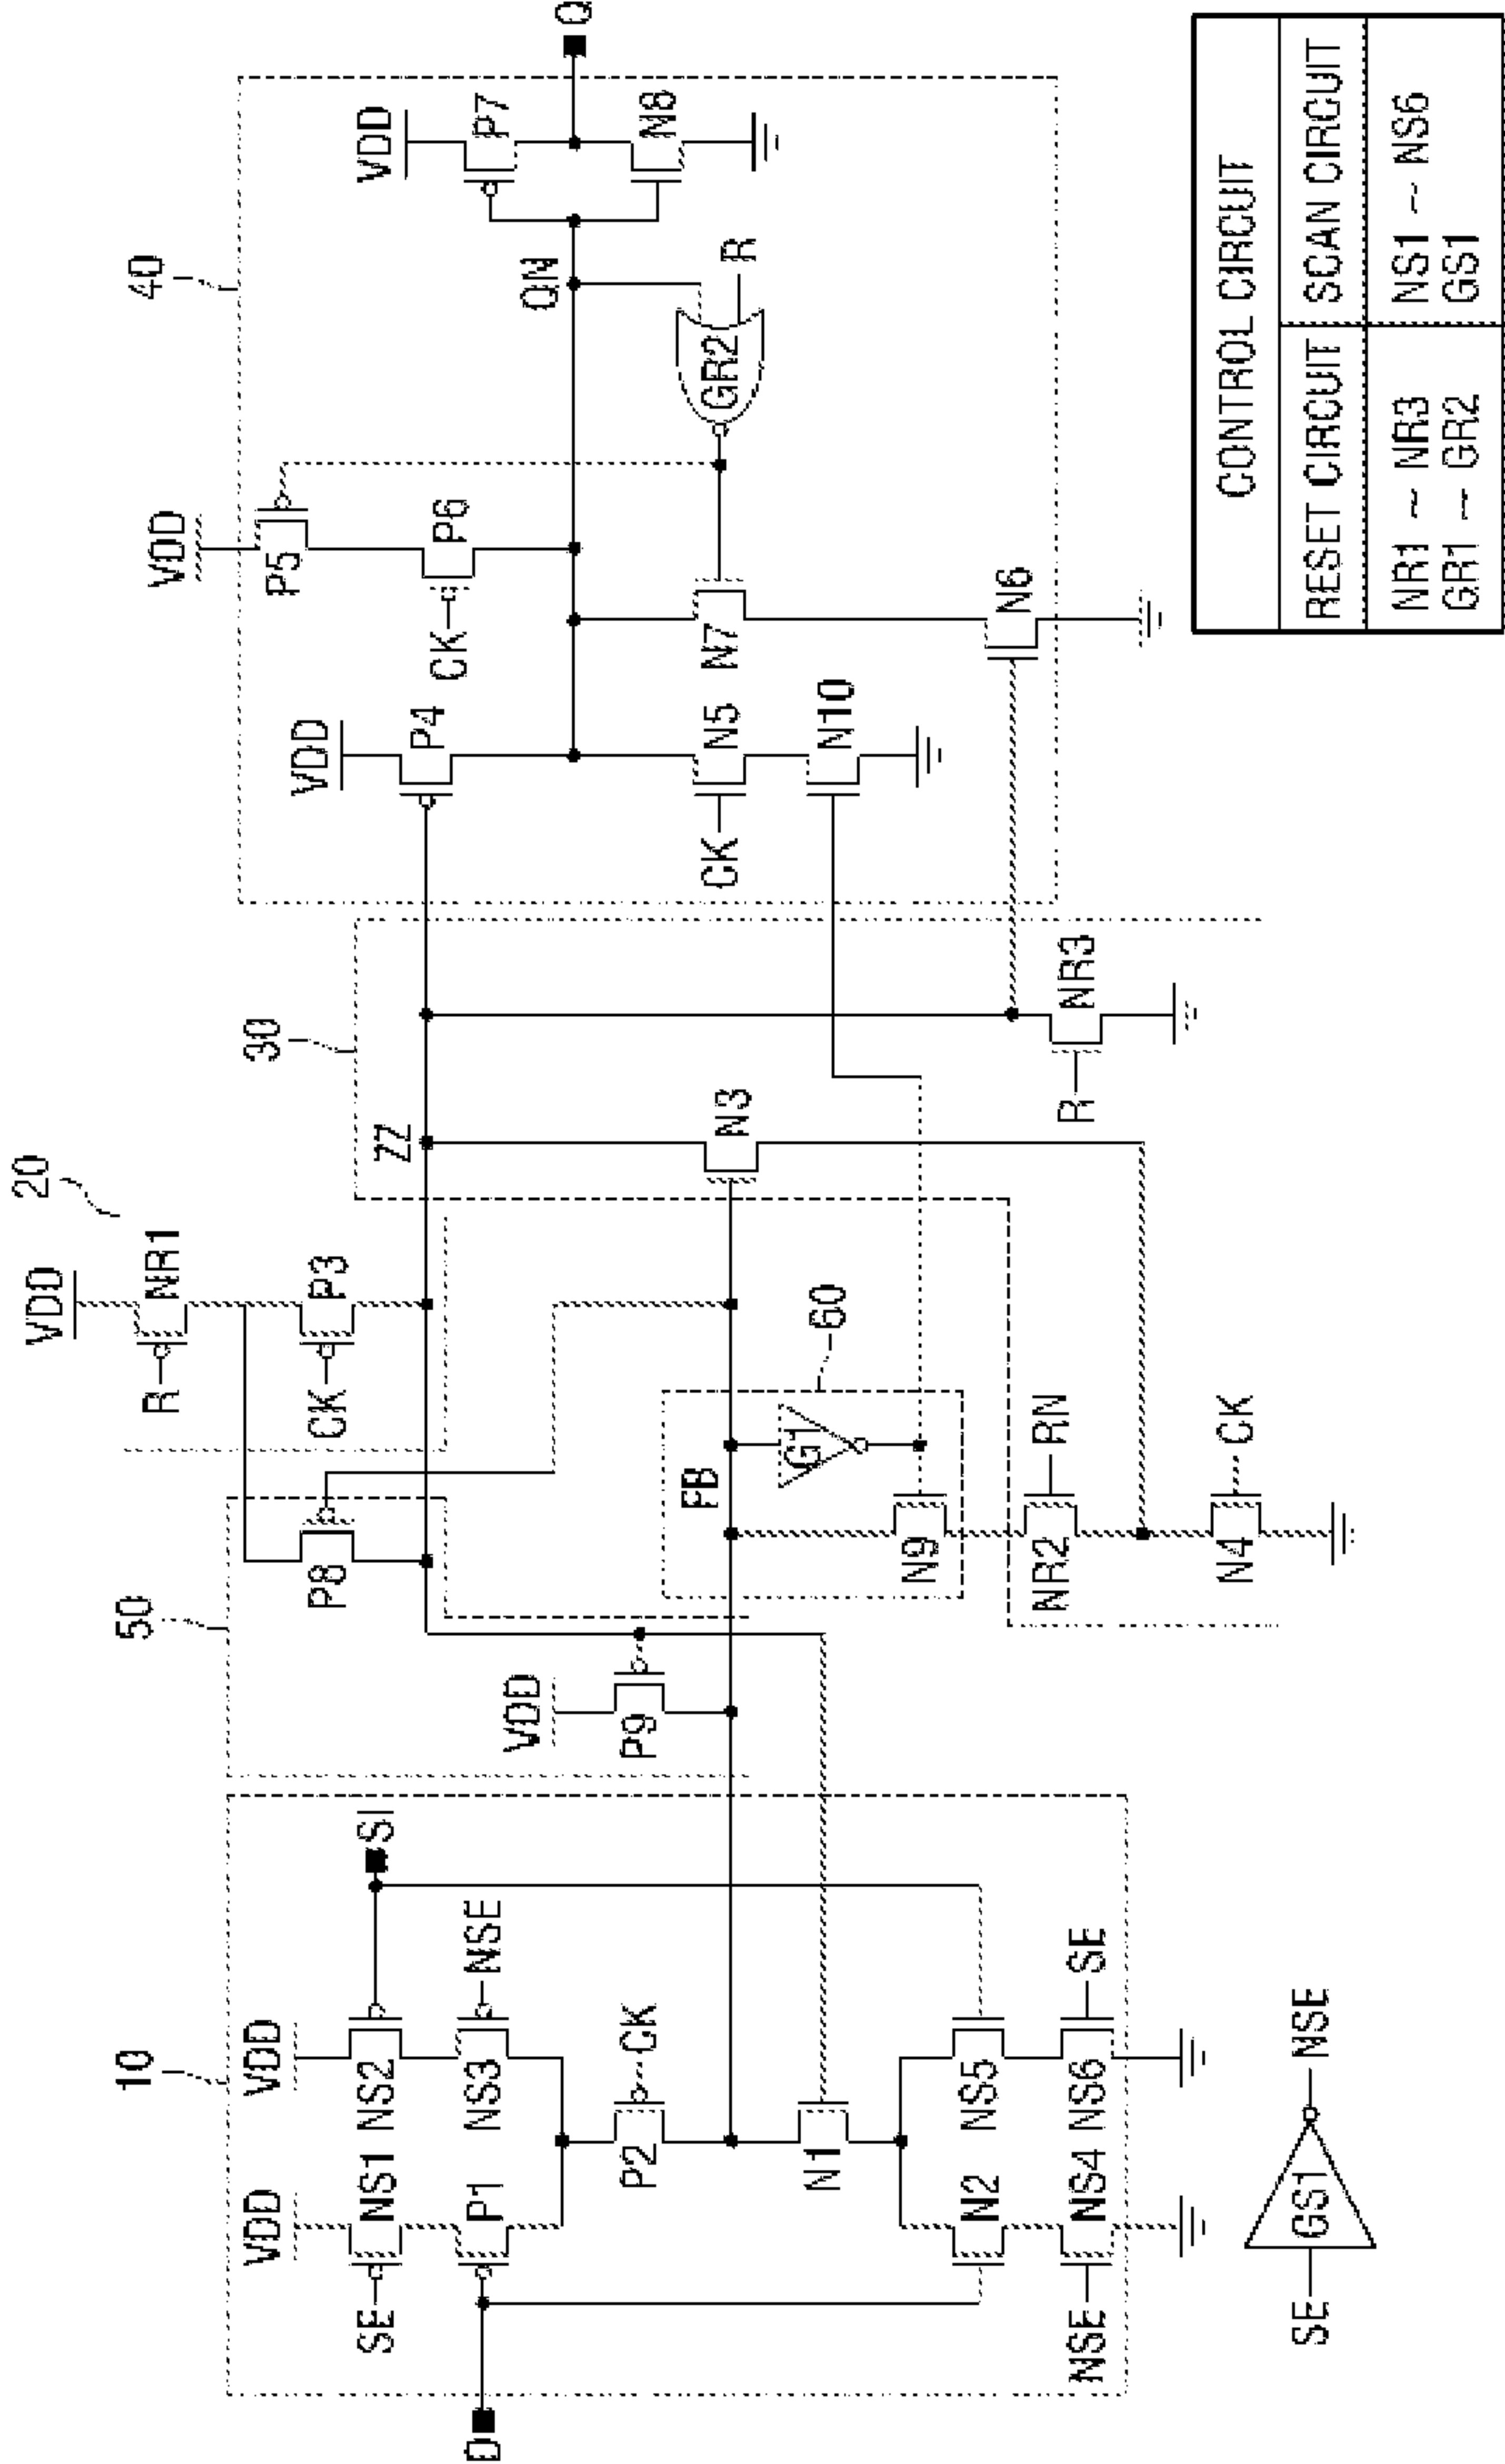 10
VDD
VDD
SE
NS1
NS2
SI
D
P1
NS3
NSE
P2
CK
N1
N2
NS5
NSE
NS4
NS6
SE
SE
GS1
NSE
50
VDD
P9
P8
20
VDD
R
NR1
CK
P3
FB
G1
60
N9
NR2
RN
N4
CK
30
ZZ
N3
R
NR3
40
VDD
P4
VDD
P5
CK
P6
QN
VDD
P7
Q
N8
CK
N5
N7
GR2
R
N10
N6
CONTROL CIRCUIT
RESET CIRCUIT
SCAN CIRCUIT
NR1 ~ NR3
GR1 ~ GR2
NS1 ~ NS6
GS1